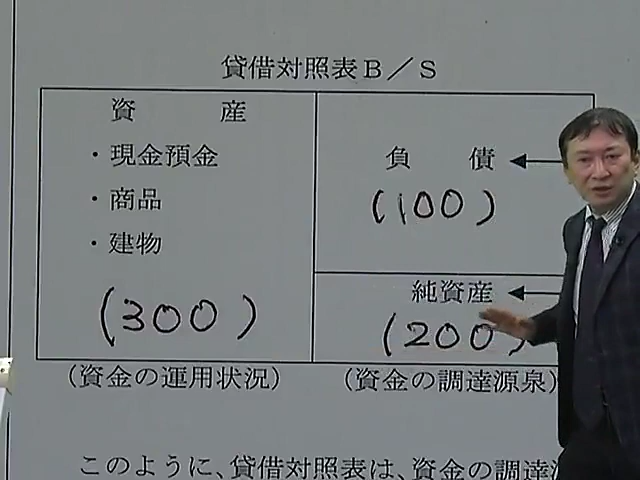 貸借対照表B／S
資　産
・現金預金
・商品
・建物
(300)
負　債
(100)
純資産
(200)
(資金の運用状況)
(資金の調達源泉)
このように、貸借対照表は、資金の調達